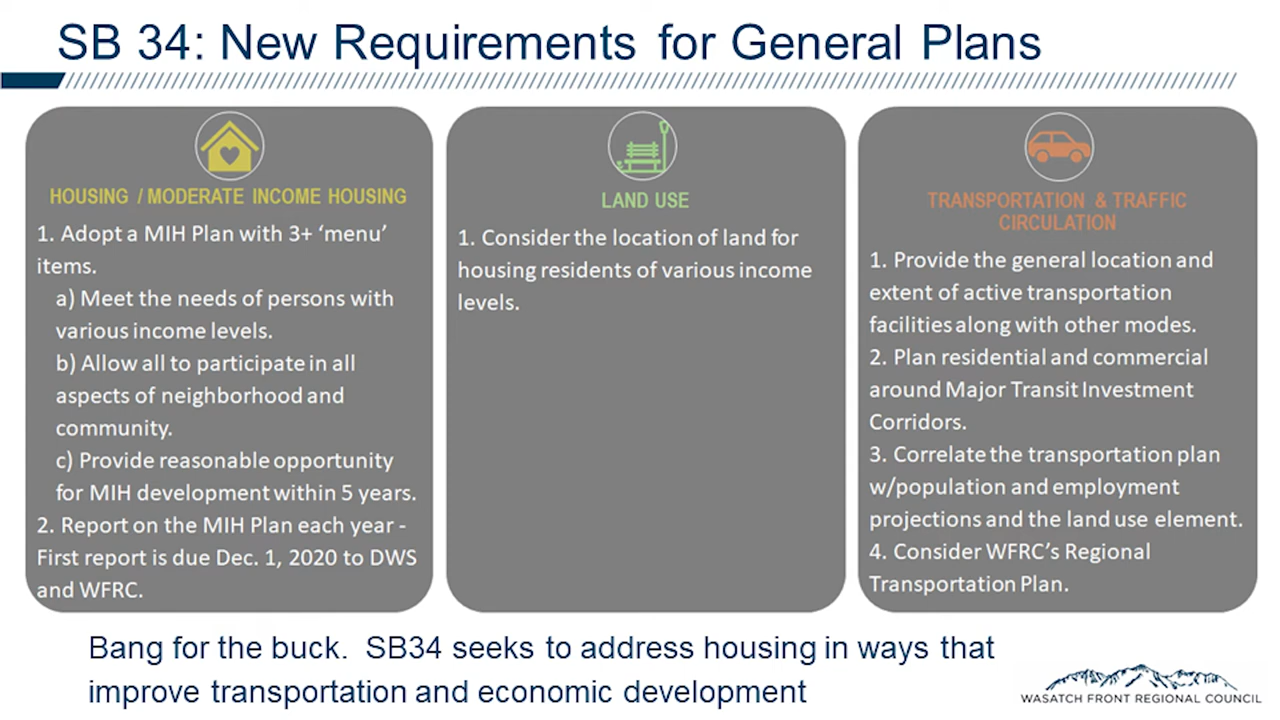 SB 34: New Requirements for General Plans
HOUSING / MODERATE INCOME HOUSING
1. Adopt a MIH Plan with 3+ ‘menu’
items.
a) Meet the needs of persons with
various income levels.
b) Allow all to participate in all
aspects of neighborhood and
community.
c) Provide reasonable opportunity
for MIH development within 5 years.
2. Report on the MIH Plan each year -
First report is due Dec. 1, 2020 to DWS
and WFRC.
LAND USE
1. Consider the location of land for
housing residents of various income
levels.
TRANSPORTATION & TRAFFIC
CIRCULATION
1. Provide the general location and
extent of active transportation
facilities along with other modes.
2. Plan residential and commercial
around Major Transit Investment
Corridors.
3. Correlate the transportation plan
w/population and employment
projections and the land use element.
4. Consider WFRC’s Regional
Transportation Plan.
Bang for the buck.  SB34 seeks to address housing in ways that
improve transportation and economic development
WASATCH FRONT REGIONAL COUNCIL